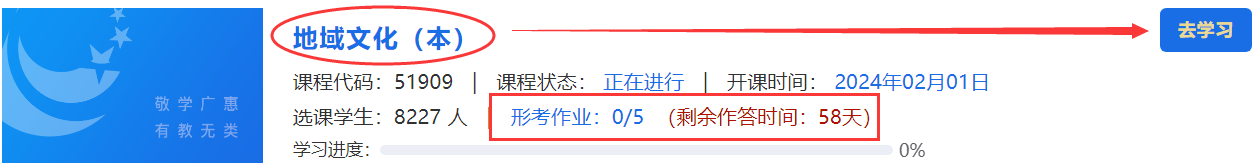 敬学广惠
有教无类
地域文化（本）
去学习
课程代码：51909 | 课程状态：正在进行 | 开课时间：2024年02月01日
选课学生：8227 人 | 形考作业：0/5 （剩余作答时间：58天）
学习进度： 0%